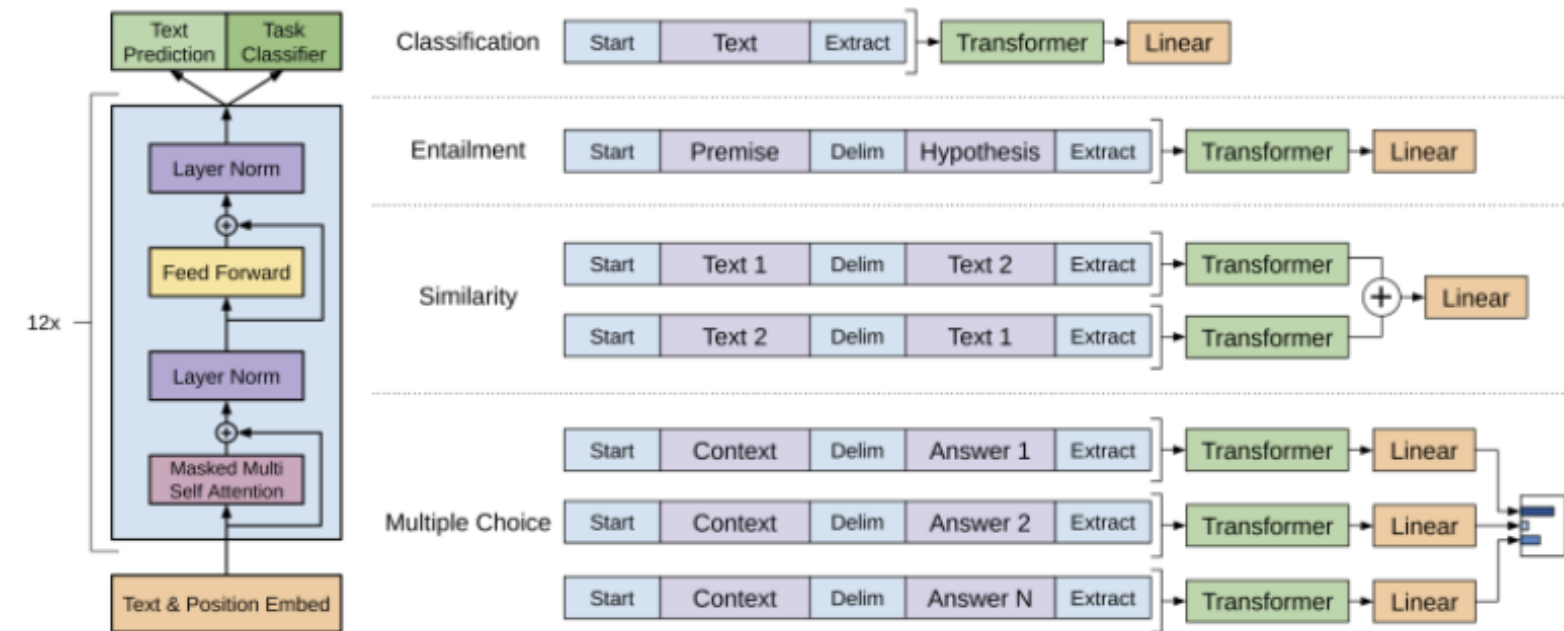 Text
Prediction
Task
Classifier
Layer Norm
Feed Forward
12x
Layer Norm
Masked Multi
Self Attention
Text & Position Embed
Classification Start Text Extract Transformer Linear
Entailment Start Premise Delim Hypothesis Extract Transformer Linear
Similarity
Start Text 1 Delim Text 2 Extract Transformer
Linear
Start Text 2 Delim Text 1 Extract Transformer
Start Context Delim Answer 1 Extract Transformer Linear
Multiple Choice Start Context Delim Answer 2 Extract Transformer Linear
Start Context Delim Answer N Extract Transformer Linear